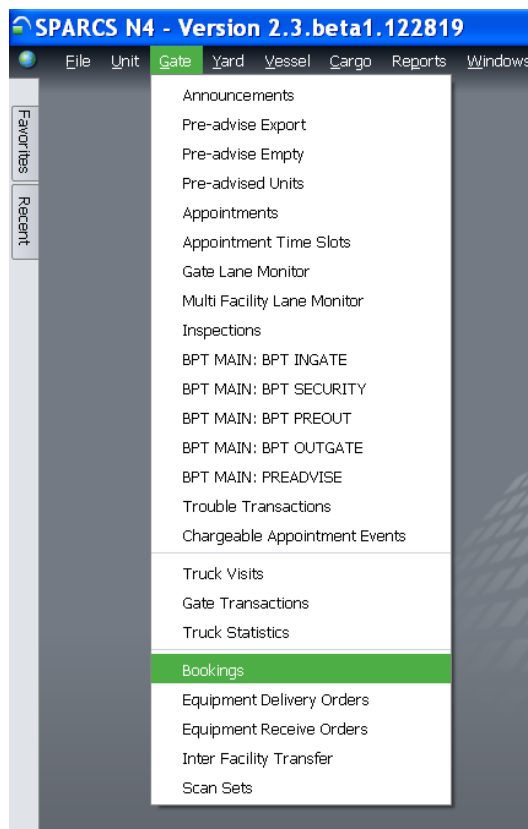 SPARCS N4 - Version 2.3.beta1.122819
File Unit Gate Yard Vessel Cargo Reports Windows
Favorites
Recent
Announcements
Pre-advise Export
Pre-advise Empty
Pre-advised Units
Appointments
Appointment Time Slots
Gate Lane Monitor
Multi Facility Lane Monitor
Inspections
BPT MAIN: BPT INGATE
BPT MAIN: BPT SECURITY
BPT MAIN: BPT PREOUT
BPT MAIN: BPT OUTGATE
BPT MAIN: PREADVISE
Trouble Transactions
Chargeable Appointment Events
Truck Visits
Gate Transactions
Truck Statistics
Bookings
Equipment Delivery Orders
Equipment Receive Orders
Inter Facility Transfer
Scan Sets